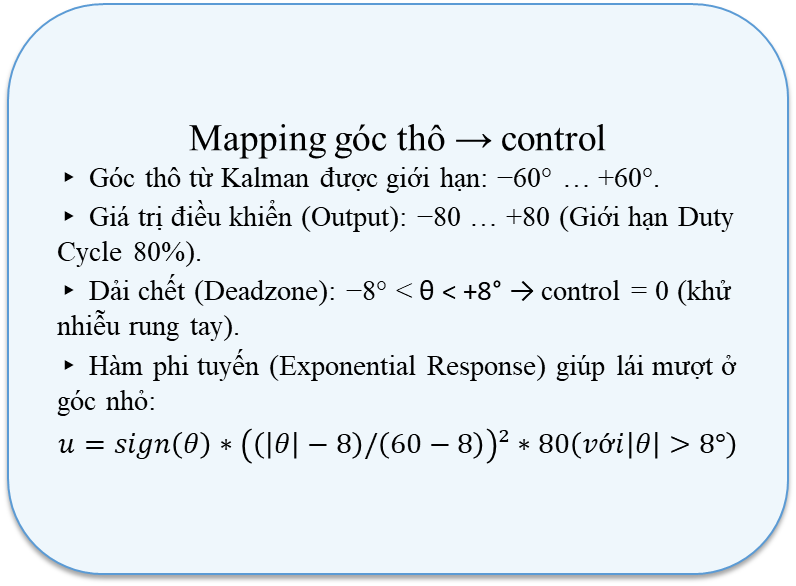 Mapping góc thô → control
‣ Góc thô từ Kalman được giới hạn: −60° … +60°.
‣ Giá trị điều khiển (Output): −80 … +80 (Giới hạn Duty
Cycle 80%).
‣ Dải chết (Deadzone): −8° < θ < +8° → control = 0 (khử
nhiễu rung tay).
‣ Hàm phi tuyến (Exponential Response) giúp lái mượt ở
góc nhỏ:
𝑢 = 𝑠𝑖𝑔𝑛(𝜃) ∗ ((|𝜃| − 8)/(60 − 8))² ∗ 80(𝑣ớ𝑖|𝜃| > 8°)